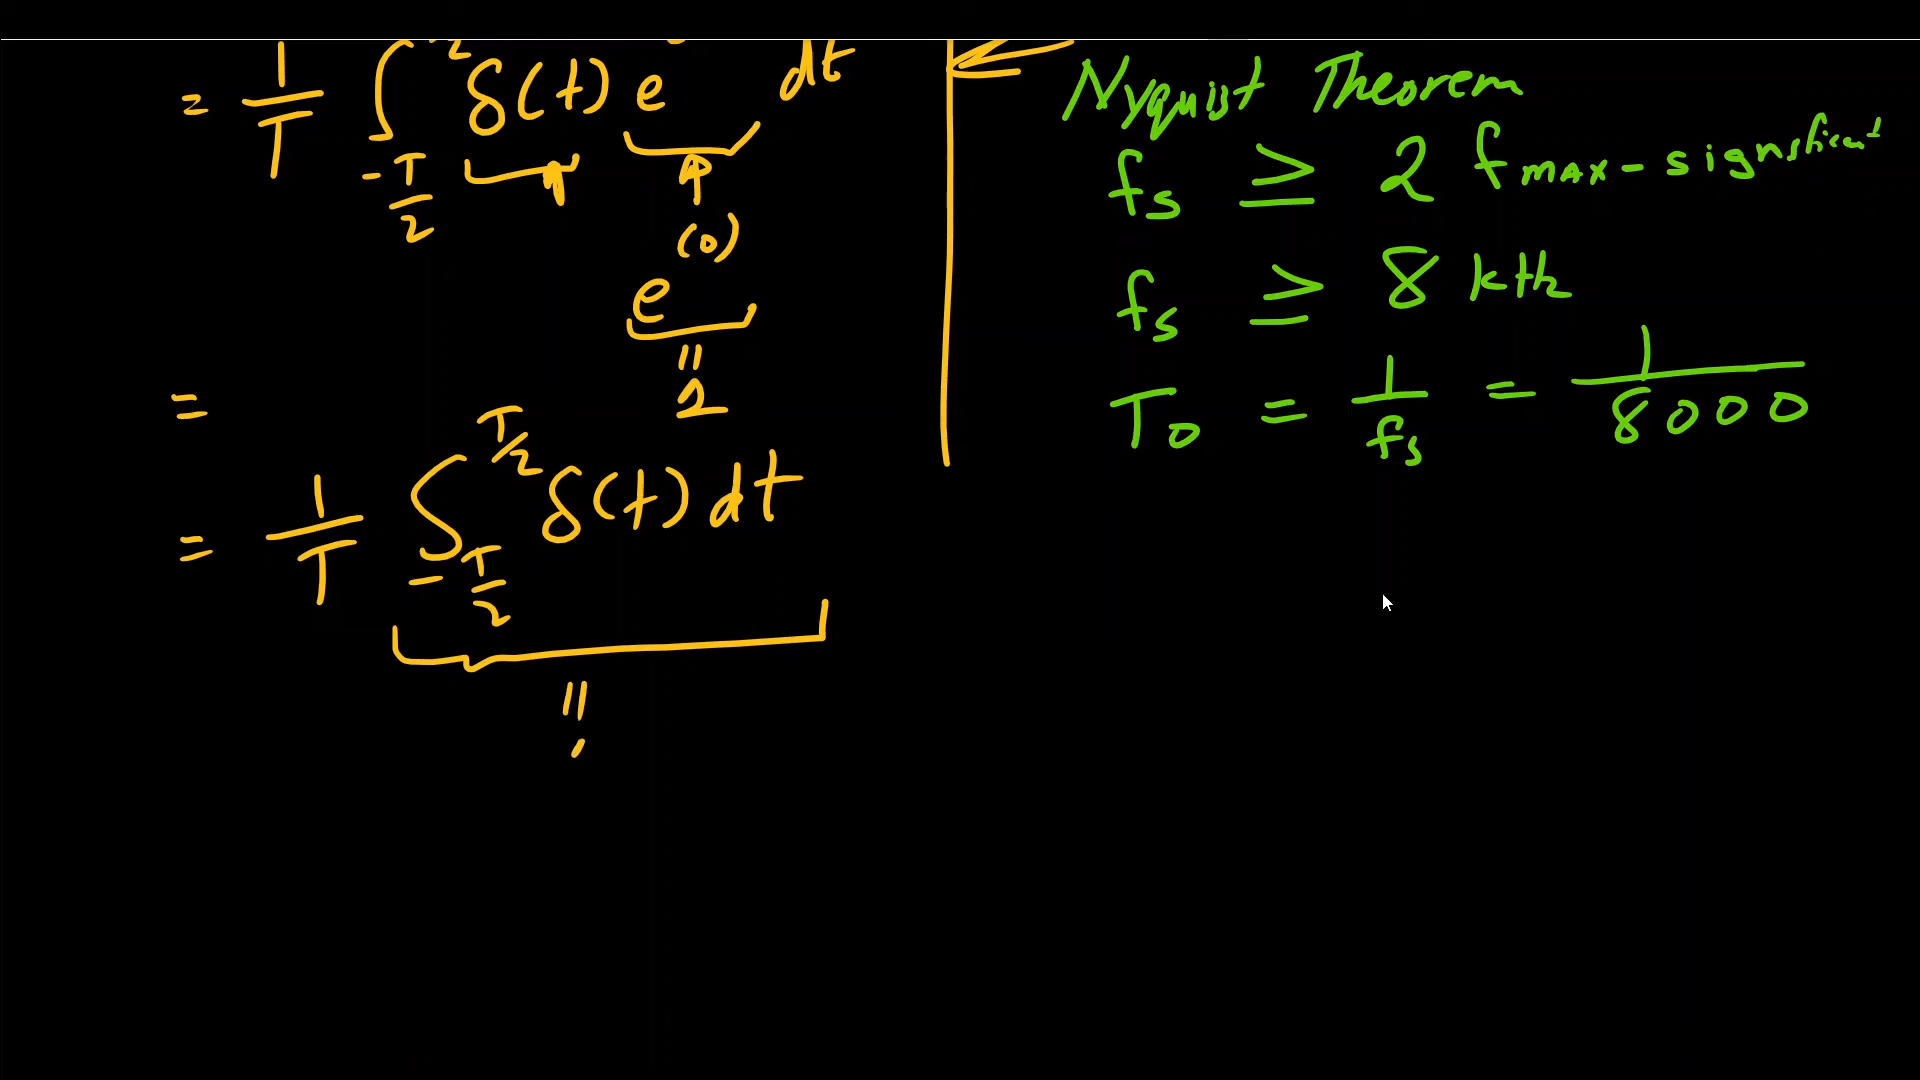 = 1/T ∫_{-T/2} δ(t) e dt
e^{(0)}
=
"
1
= 1/T ∫_{-T/2}^{T/2} δ(t) dt
"
Nyquist Theorem
fs ≥ 2 fmax-significant
fs ≥ 8 kHz
T0 = 1/fs = 1/8000